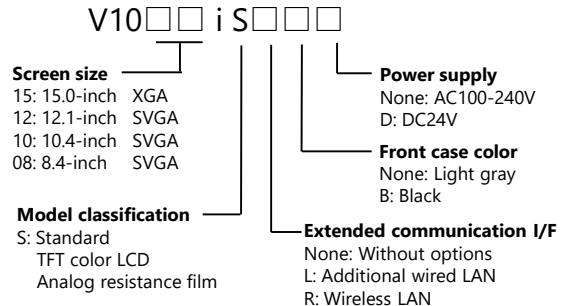 V10□□iS□□□
Screen size
15: 15.0-inch XGA
12: 12.1-inch SVGA
10: 10.4-inch SVGA
08: 8.4-inch SVGA
Model classification
S: Standard
TFT color LCD
Analog resistance film
Power supply
None: AC100-240V
D: DC24V
Front case color
None: Light gray
B: Black
Extended communication I/F
None: Without options
L: Additional wired LAN
R: Wireless LAN